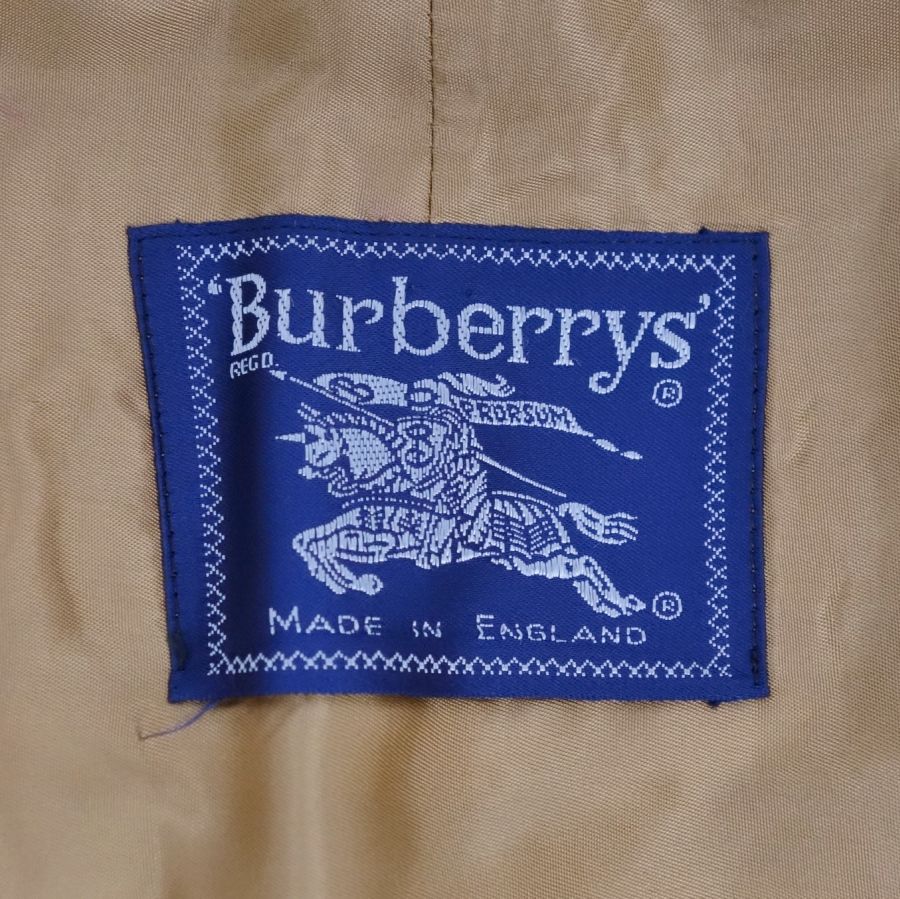 'Burberrys'
REGD.
®
PRORSUM
®
MADE IN ENGLAND